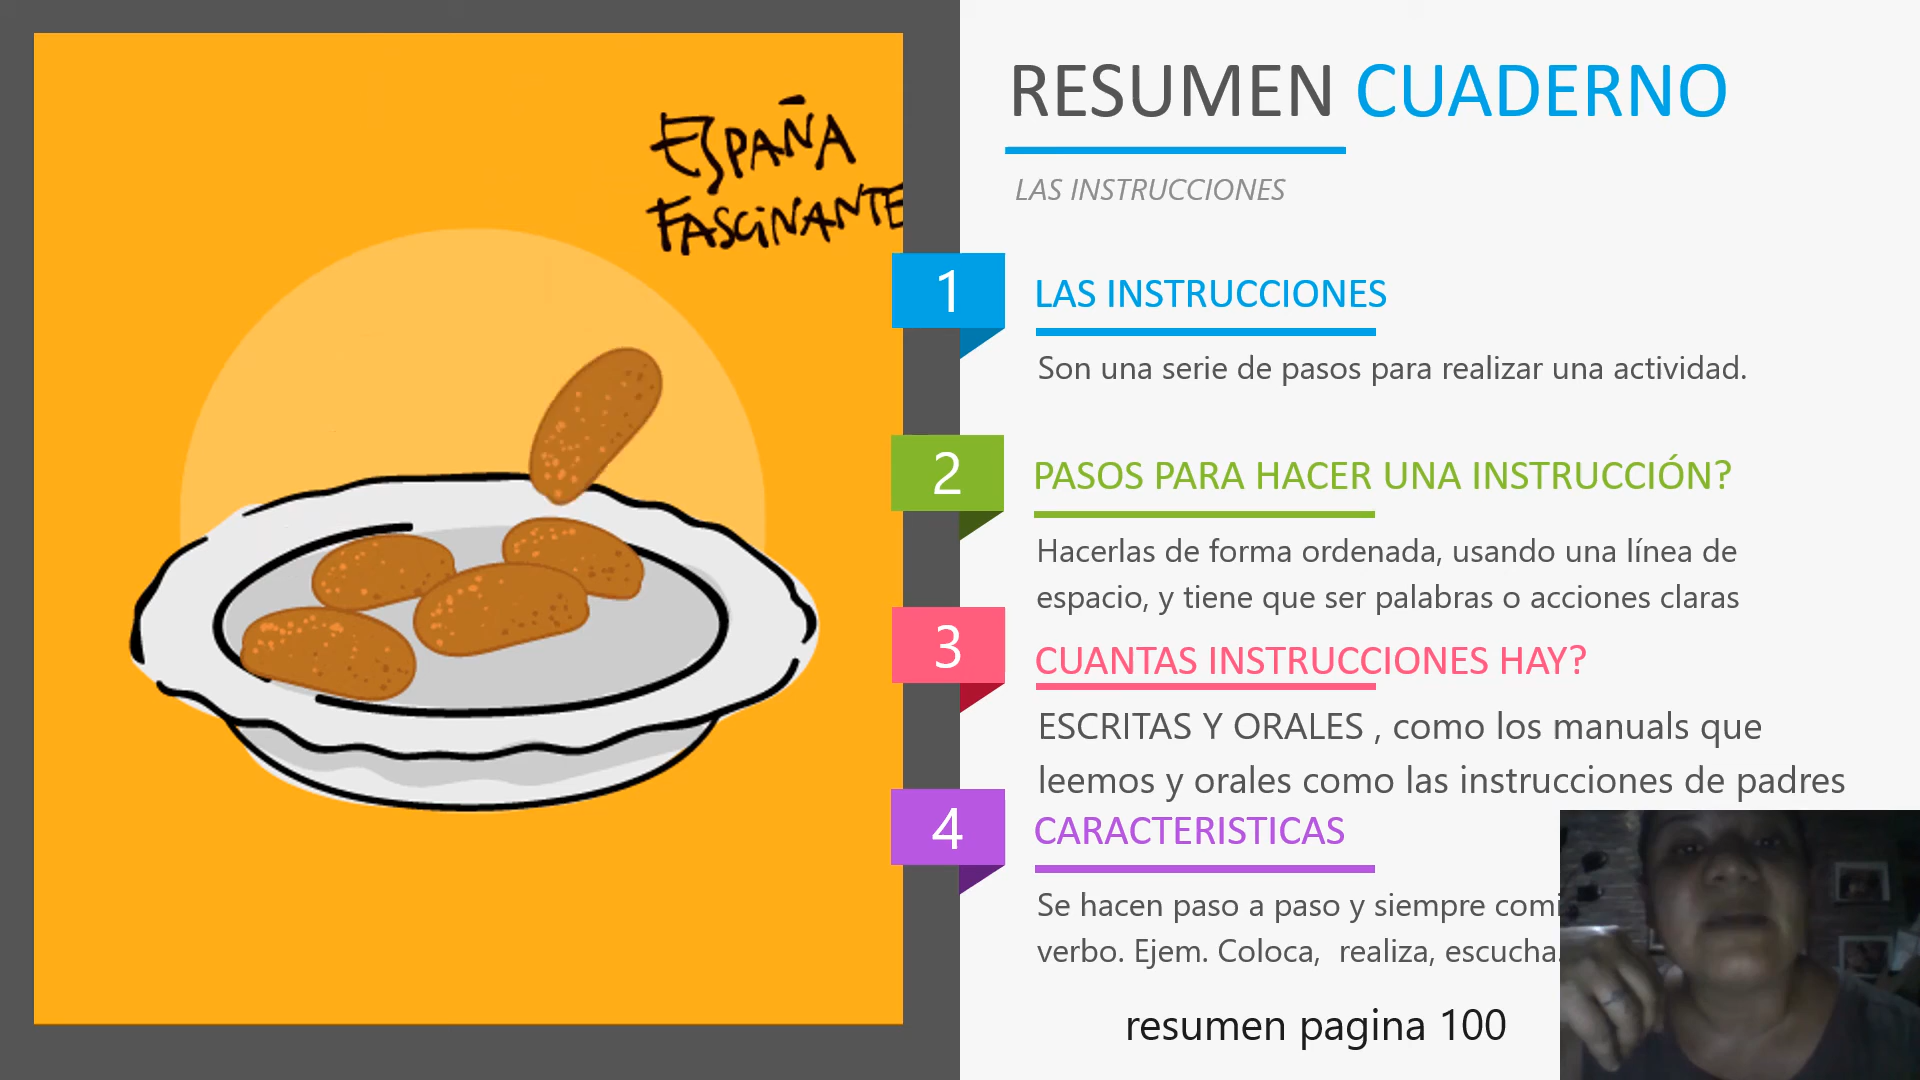 ESPAÑA
FASCINANTE
RESUMEN CUADERNO
LAS INSTRUCCIONES
1
LAS INSTRUCCIONES
Son una serie de pasos para realizar una actividad.
2
PASOS PARA HACER UNA INSTRUCCIÓN?
Hacerlas de forma ordenada, usando una línea de
espacio, y tiene que ser palabras o acciones claras
3
CUANTAS INSTRUCCIONES HAY?
ESCRITAS Y ORALES , como los manuals que
leemos y orales como las instrucciones de padres
4
CARACTERISTICAS
Se hacen paso a paso y siempre
verbo. Ejem. Coloca, realiza, escucha.
resumen pagina 100